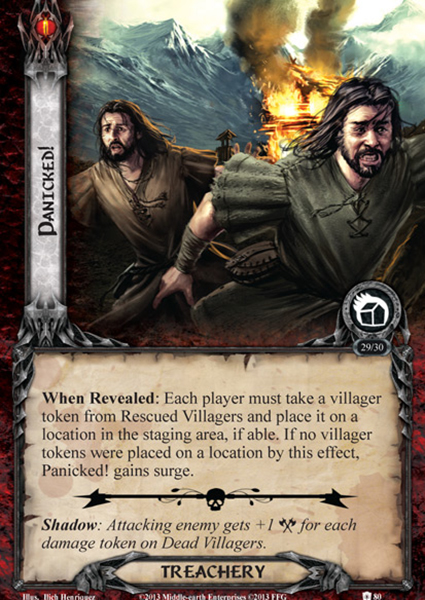 PANICKED!
29/30
When Revealed: Each player must take a villager
token from Rescued Villagers and place it on a
location in the staging area, if able. If no villager
tokens were placed on a location by this effect,
Panicked! gains surge.
Shadow: Attacking enemy gets +1 for each
damage token on Dead Villagers.
TREACHERY
Illus. Ilich Henriquez ©2013 Middle-earth Enterprises ©2013 FFG 80